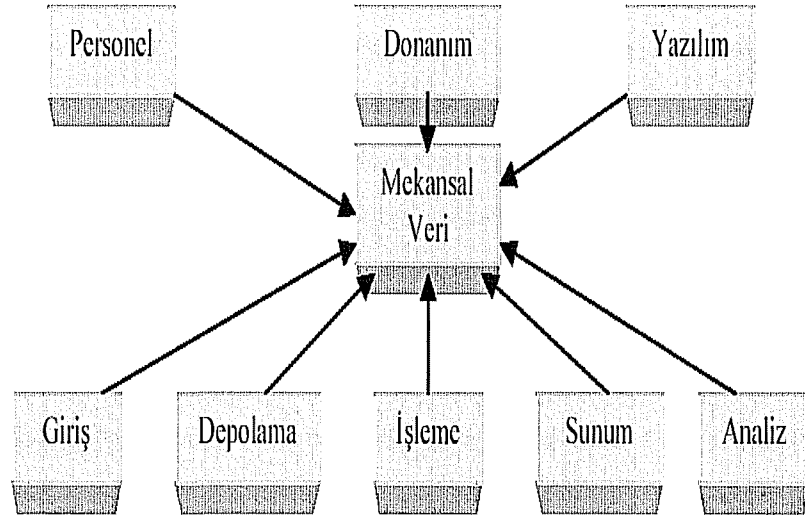 Personel
Donanım
Yazılım
Mekansal
Veri
Giriş
Depolama
İşleme
Sunum
Analiz